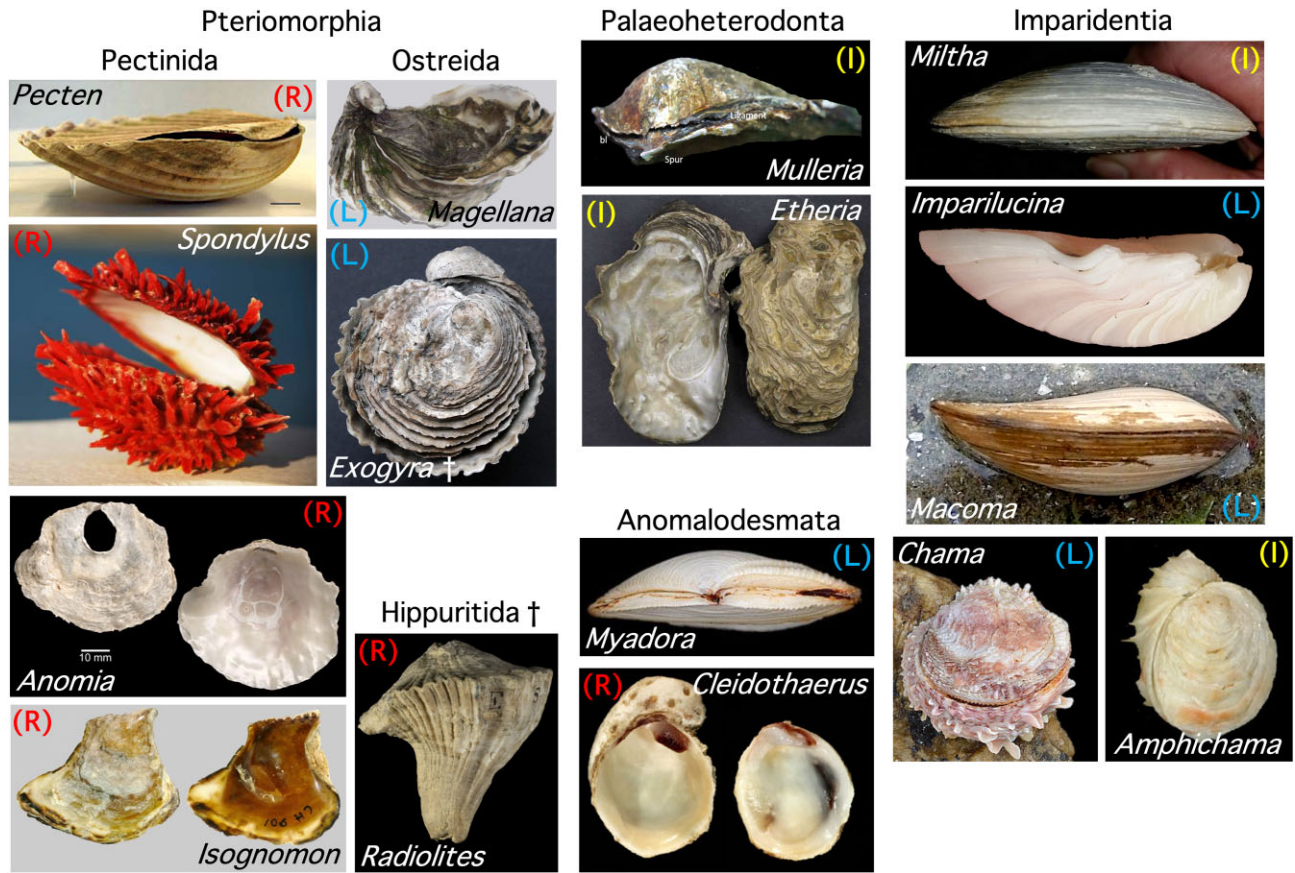 Pteriomorphia
Palaeoheterodonta
Imparidentia
Pectinida
Ostreida
Pecten
(R)
(L)
Magellana
(R)
Spondylus
(L)
Exogyra †
(R)
10 mm
Anomia
(R)
CH 901
Isognomon
Hippuritida †
(R)
Radiolites
(I)
Ligament
bl
Spur
Mulleria
(I)
Etheria
Anomalodesmata
(L)
Myadora
(R)
Cleidothaerus
Miltha
(I)
Imparilucina
(L)
Macoma
(L)
Chama
(L)
(I)
Amphichama